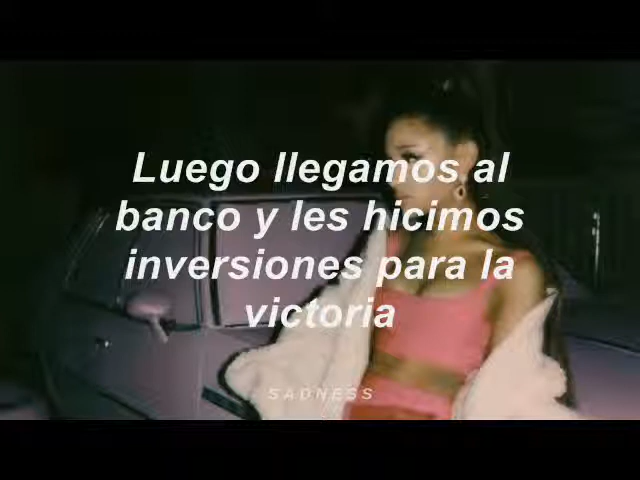 Luego llegamos al
banco y les hicimos
inversiones para la
victoria
SADNESS